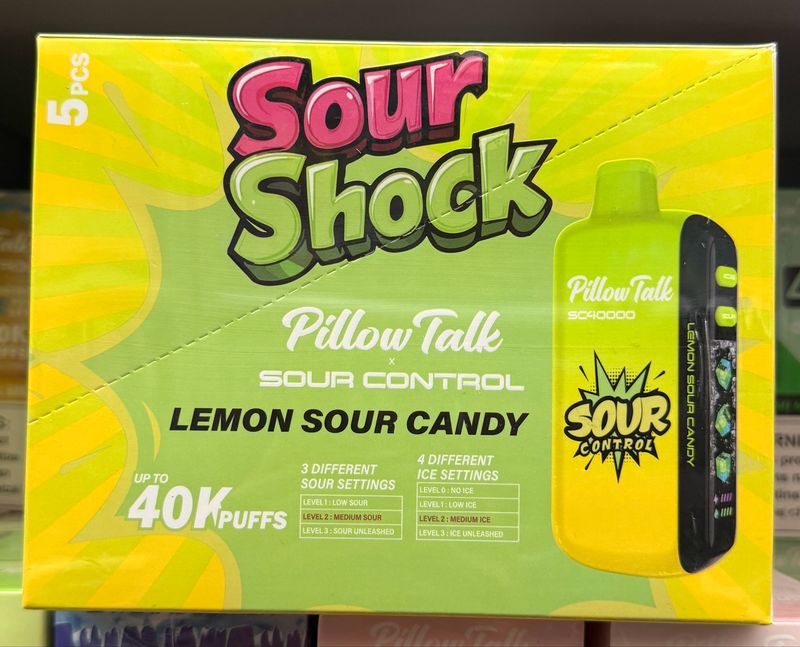 5 PCS
Sour
Shock
Pillow Talk
x
SOUR CONTROL
LEMON SOUR CANDY
UP TO
40K PUFFS
3 DIFFERENT
SOUR SETTINGS
LEVEL 1 : LOW SOUR
LEVEL 2 : MEDIUM SOUR
LEVEL 3 : SOUR UNLEASHED
4 DIFFERENT
ICE SETTINGS
LEVEL 0 : NO ICE
LEVEL 1 : LOW ICE
LEVEL 2 : MEDIUM ICE
LEVEL 3 : ICE UNLEASHED
Pillow Talk
SC40000
SOUR
CONTROL
LEMON SOUR CANDY
Pillow Talk